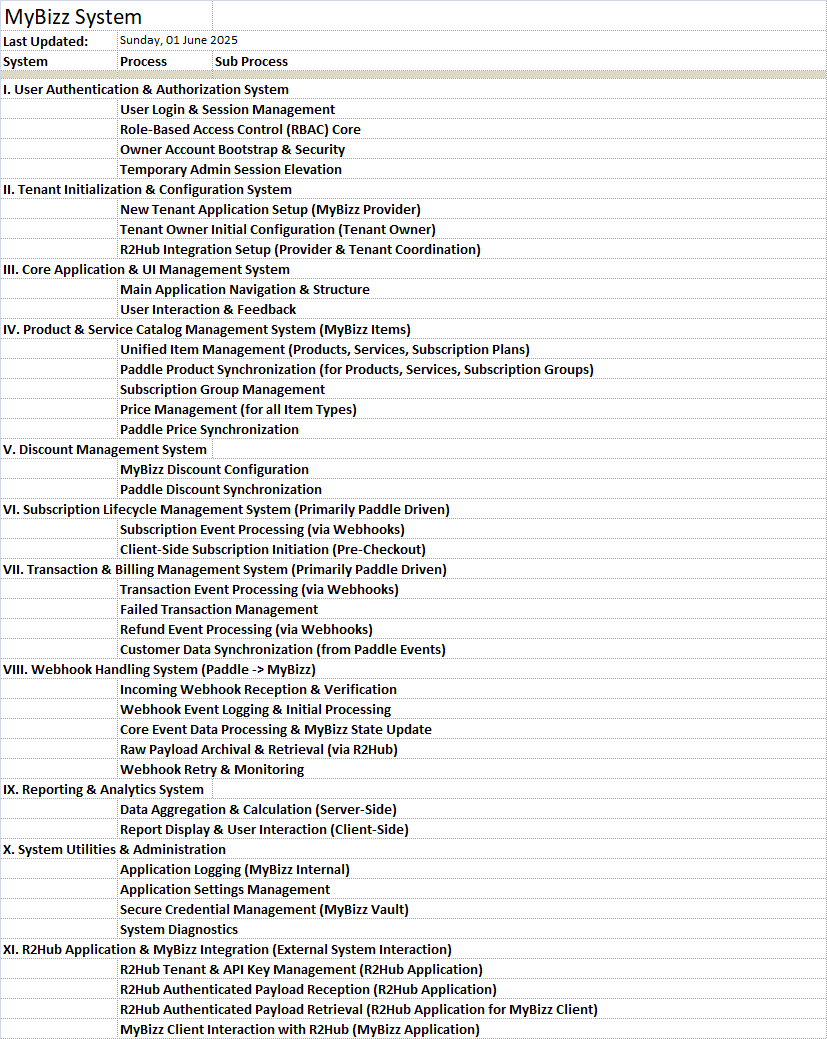 MyBizz System
Last Updated: Sunday, 01 June 2025
System Process Sub Process
I. User Authentication & Authorization System
User Login & Session Management
Role-Based Access Control (RBAC) Core
Owner Account Bootstrap & Security
Temporary Admin Session Elevation
II. Tenant Initialization & Configuration System
New Tenant Application Setup (MyBizz Provider)
Tenant Owner Initial Configuration (Tenant Owner)
R2Hub Integration Setup (Provider & Tenant Coordination)
III. Core Application & UI Management System
Main Application Navigation & Structure
User Interaction & Feedback
IV. Product & Service Catalog Management System (MyBizz Items)
Unified Item Management (Products, Services, Subscription Plans)
Paddle Product Synchronization (for Products, Services, Subscription Groups)
Subscription Group Management
Price Management (for all Item Types)
Paddle Price Synchronization
V. Discount Management System
MyBizz Discount Configuration
Paddle Discount Synchronization
VI. Subscription Lifecycle Management System (Primarily Paddle Driven)
Subscription Event Processing (via Webhooks)
Client-Side Subscription Initiation (Pre-Checkout)
VII. Transaction & Billing Management System (Primarily Paddle Driven)
Transaction Event Processing (via Webhooks)
Failed Transaction Management
Refund Event Processing (via Webhooks)
Customer Data Synchronization (from Paddle Events)
VIII. Webhook Handling System (Paddle -> MyBizz)
Incoming Webhook Reception & Verification
Webhook Event Logging & Initial Processing
Core Event Data Processing & MyBizz State Update
Raw Payload Archival & Retrieval (via R2Hub)
Webhook Retry & Monitoring
IX. Reporting & Analytics System
Data Aggregation & Calculation (Server-Side)
Report Display & User Interaction (Client-Side)
X. System Utilities & Administration
Application Logging (MyBizz Internal)
Application Settings Management
Secure Credential Management (MyBizz Vault)
System Diagnostics
XI. R2Hub Application & MyBizz Integration (External System Interaction)
R2Hub Tenant & API Key Management (R2Hub Application)
R2Hub Authenticated Payload Reception (R2Hub Application)
R2Hub Authenticated Payload Retrieval (R2Hub Application for MyBizz Client)
MyBizz Client Interaction with R2Hub (MyBizz Application)